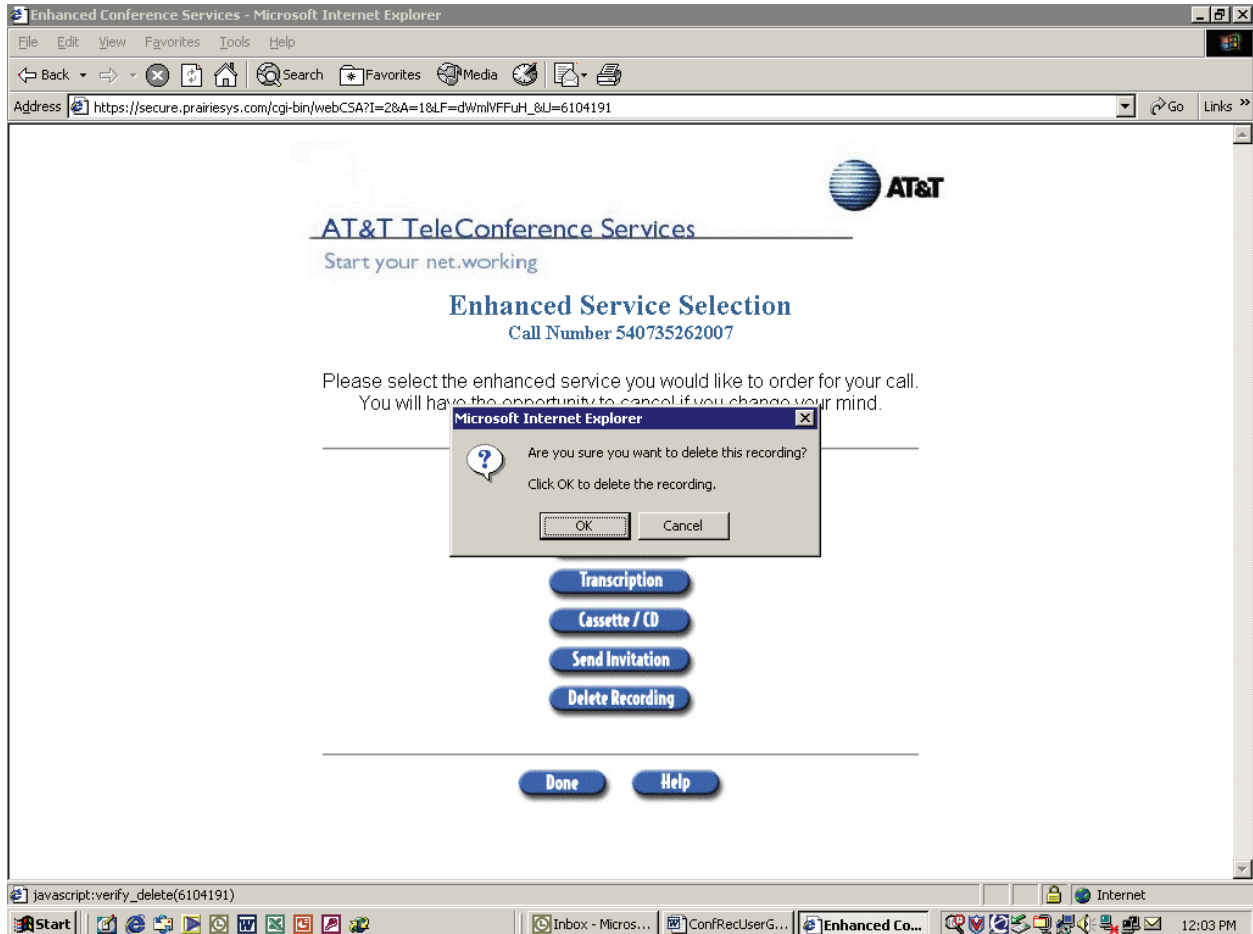 Enhanced Conference Services - Microsoft Internet Explorer
File Edit View Favorites Tools Help
Back Search Favorites Media
Address https://secure.prairiesys.com/cgi-bin/webCSA?I=2&A=1&LF=dWmlVFFuH_&U=6104191 Go Links »
AT&T
AT&T TeleConference Services
Start your net.working
Enhanced Service Selection
Call Number 540735262007
Please select the enhanced service you would like to order for your call.
You will have the opportunity to cancel if you change your mind.
Microsoft Internet Explorer
Are you sure you want to delete this recording?
Click OK to delete the recording.
OK Cancel
Transcription
Cassette / CD
Send Invitation
Delete Recording
Done Help
javascript:verify_delete(6104191) Internet
Start Inbox - Micros... ConfRecUserG... Enhanced Co... 12:03 PM